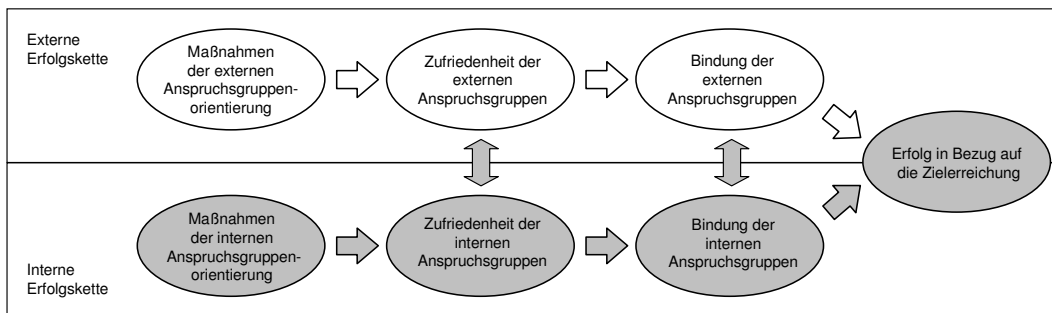 Externe
Erfolgskette
Maßnahmen
der externen
Anspruchsgruppen-
orientierung
Zufriedenheit der
externen
Anspruchsgruppen
Bindung der
externen
Anspruchsgruppen
Erfolg in Bezug auf
die Zielerreichung
Maßnahmen
der internen
Anspruchsgruppen-
orientierung
Zufriedenheit der
internen
Anspruchsgruppen
Bindung der
internen
Anspruchsgruppen
Interne
Erfolgskette